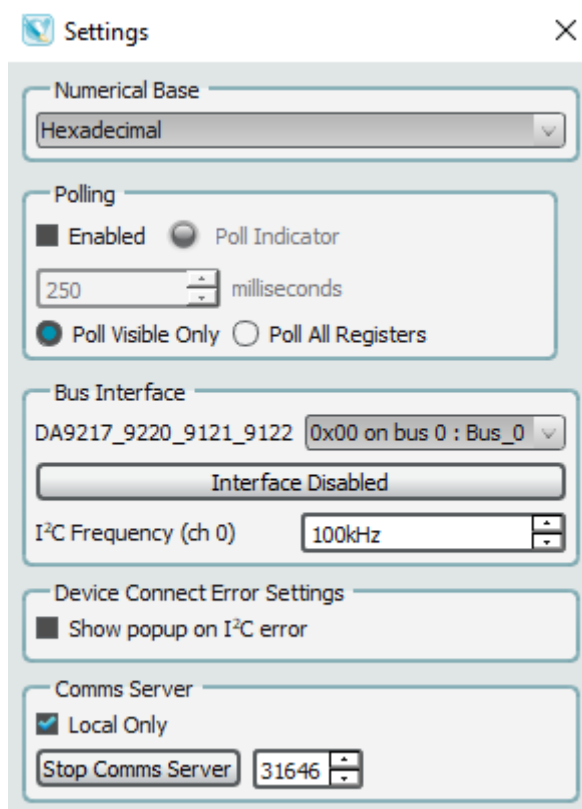 Settings
Numerical Base
Hexadecimal
Polling
Enabled Poll Indicator
250 milliseconds
Poll Visible Only Poll All Registers
Bus Interface
DA9217_9220_9121_9122 0x00 on bus 0 : Bus_0
Interface Disabled
I²C Frequency (ch 0) 100kHz
Device Connect Error Settings
Show popup on I²C error
Comms Server
Local Only
Stop Comms Server 31646